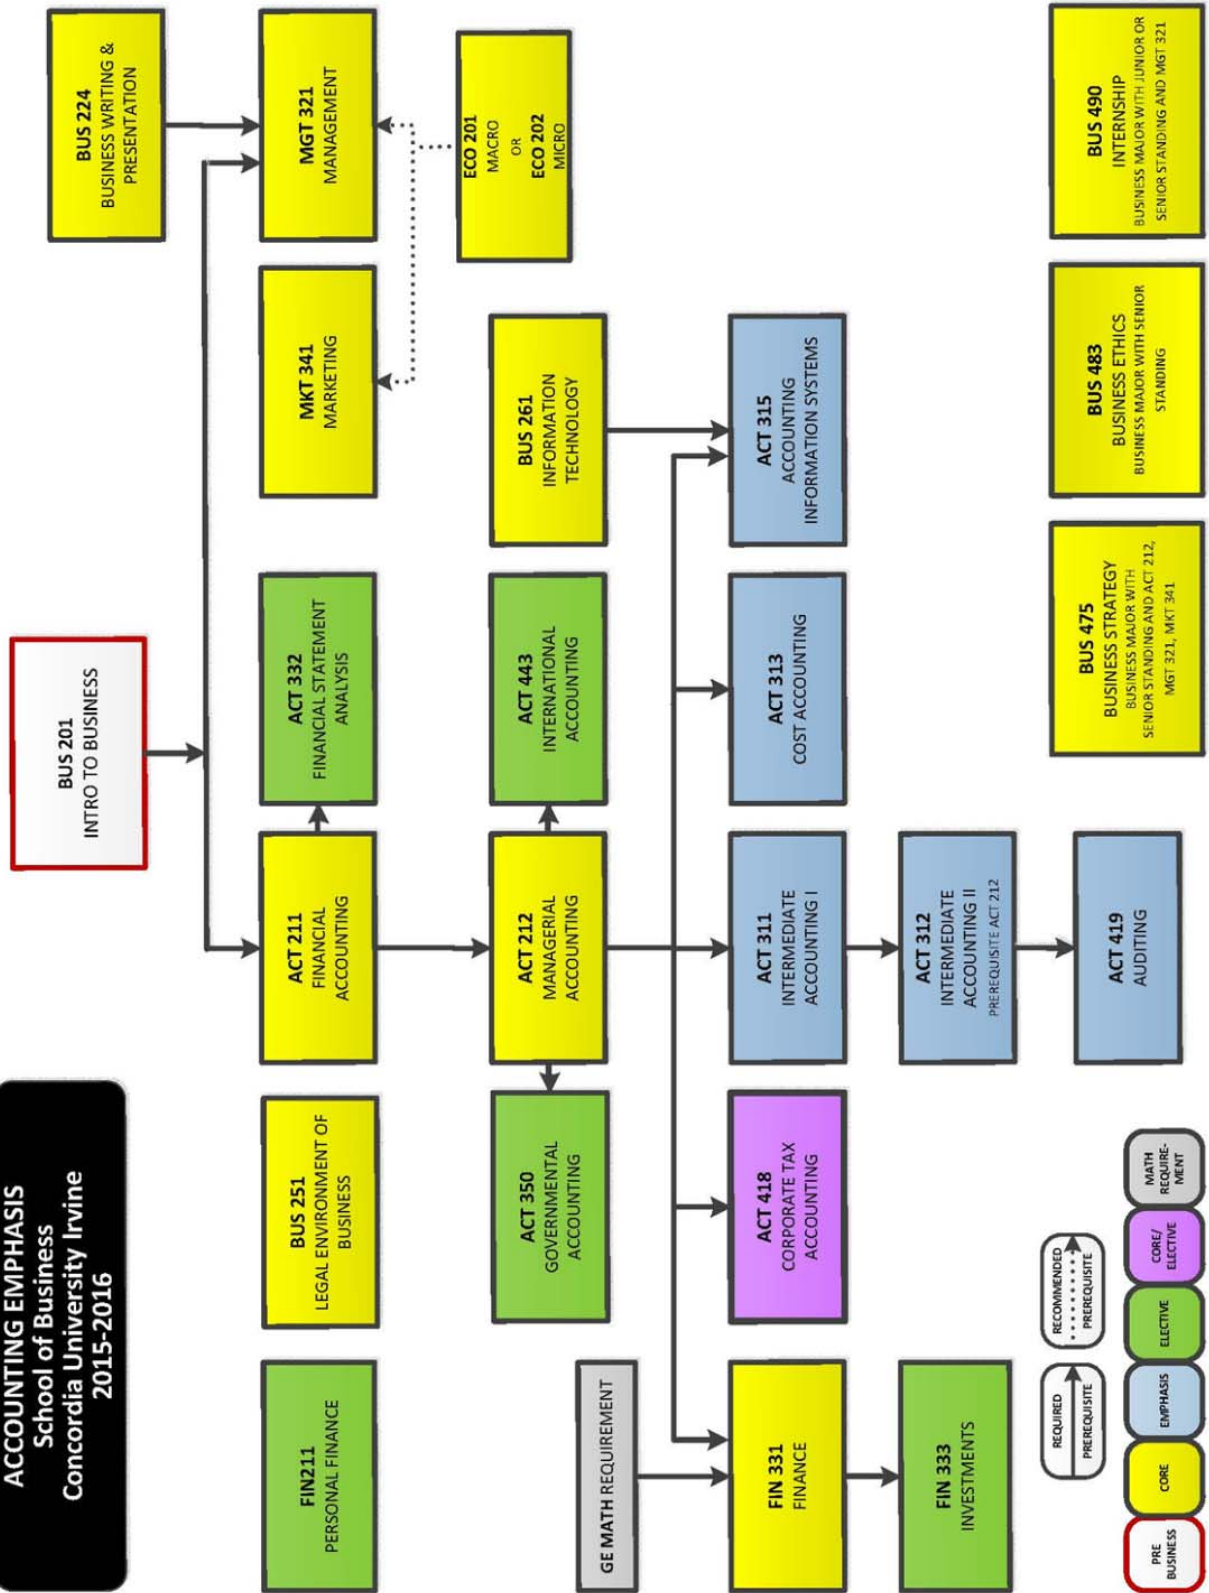 ACCOUNTING EMPHASIS
School of Business
Concordia University Irvine
2015-2016
BUS 201
INTRO TO BUSINESS
BUS 224
BUSINESS WRITING &
PRESENTATION
FIN211
PERSONAL FINANCE
BUS 251
LEGAL ENVIRONMENT OF
BUSINESS
ACT 211
FINANCIAL
ACCOUNTING
ACT 332
FINANCIAL STATEMENT
ANALYSIS
MKT 341
MARKETING
MGT 321
MANAGEMENT
ECO 201
MACRO
OR
ECO 202
MICRO
ACT 350
GOVERNMENTAL
ACCOUNTING
ACT 212
MANAGERIAL
ACCOUNTING
ACT 443
INTERNATIONAL
ACCOUNTING
BUS 261
INFORMATION
TECHNOLOGY
GE MATH REQUIREMENT
FIN 331
FINANCE
ACT 418
CORPORATE TAX
ACCOUNTING
ACT 311
INTERMEDIATE
ACCOUNTING I
ACT 313
COST ACCOUNTING
ACT 315
ACCOUNTING
INFORMATION SYSTEMS
FIN 333
INVESTMENTS
ACT 312
INTERMEDIATE
ACCOUNTING II
PREREQUISITE ACT 212
ACT 419
AUDITING
BUS 475
BUSINESS STRATEGY
BUSINESS MAJOR WITH
SENIOR STANDING AND ACT 212,
MGT 321, MKT 341
BUS 483
BUSINESS ETHICS
BUSINESS MAJOR WITH SENIOR
STANDING
BUS 490
INTERNSHIP
BUSINESS MAJOR WITH JUNIOR OR
SENIOR STANDING AND MGT 321
REQUIRED
PREREQUISITE
RECOMMENDED
PREREQUISITE
PRE
BUSINESS
CORE
EMPHASIS
ELECTIVE
CORE/
ELECTIVE
MATH
REQUIRE-
MENT